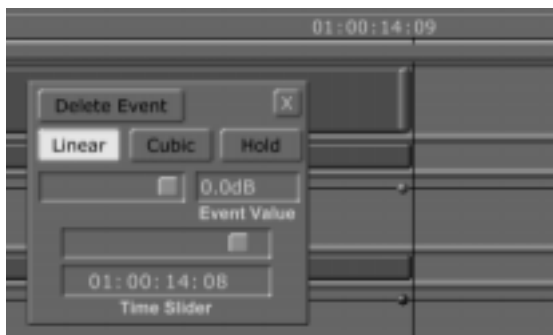 01:00:14:09
Delete Event X
Linear Cubic Hold
0.0dB
Event Value
01:00:14:08
Time Slider